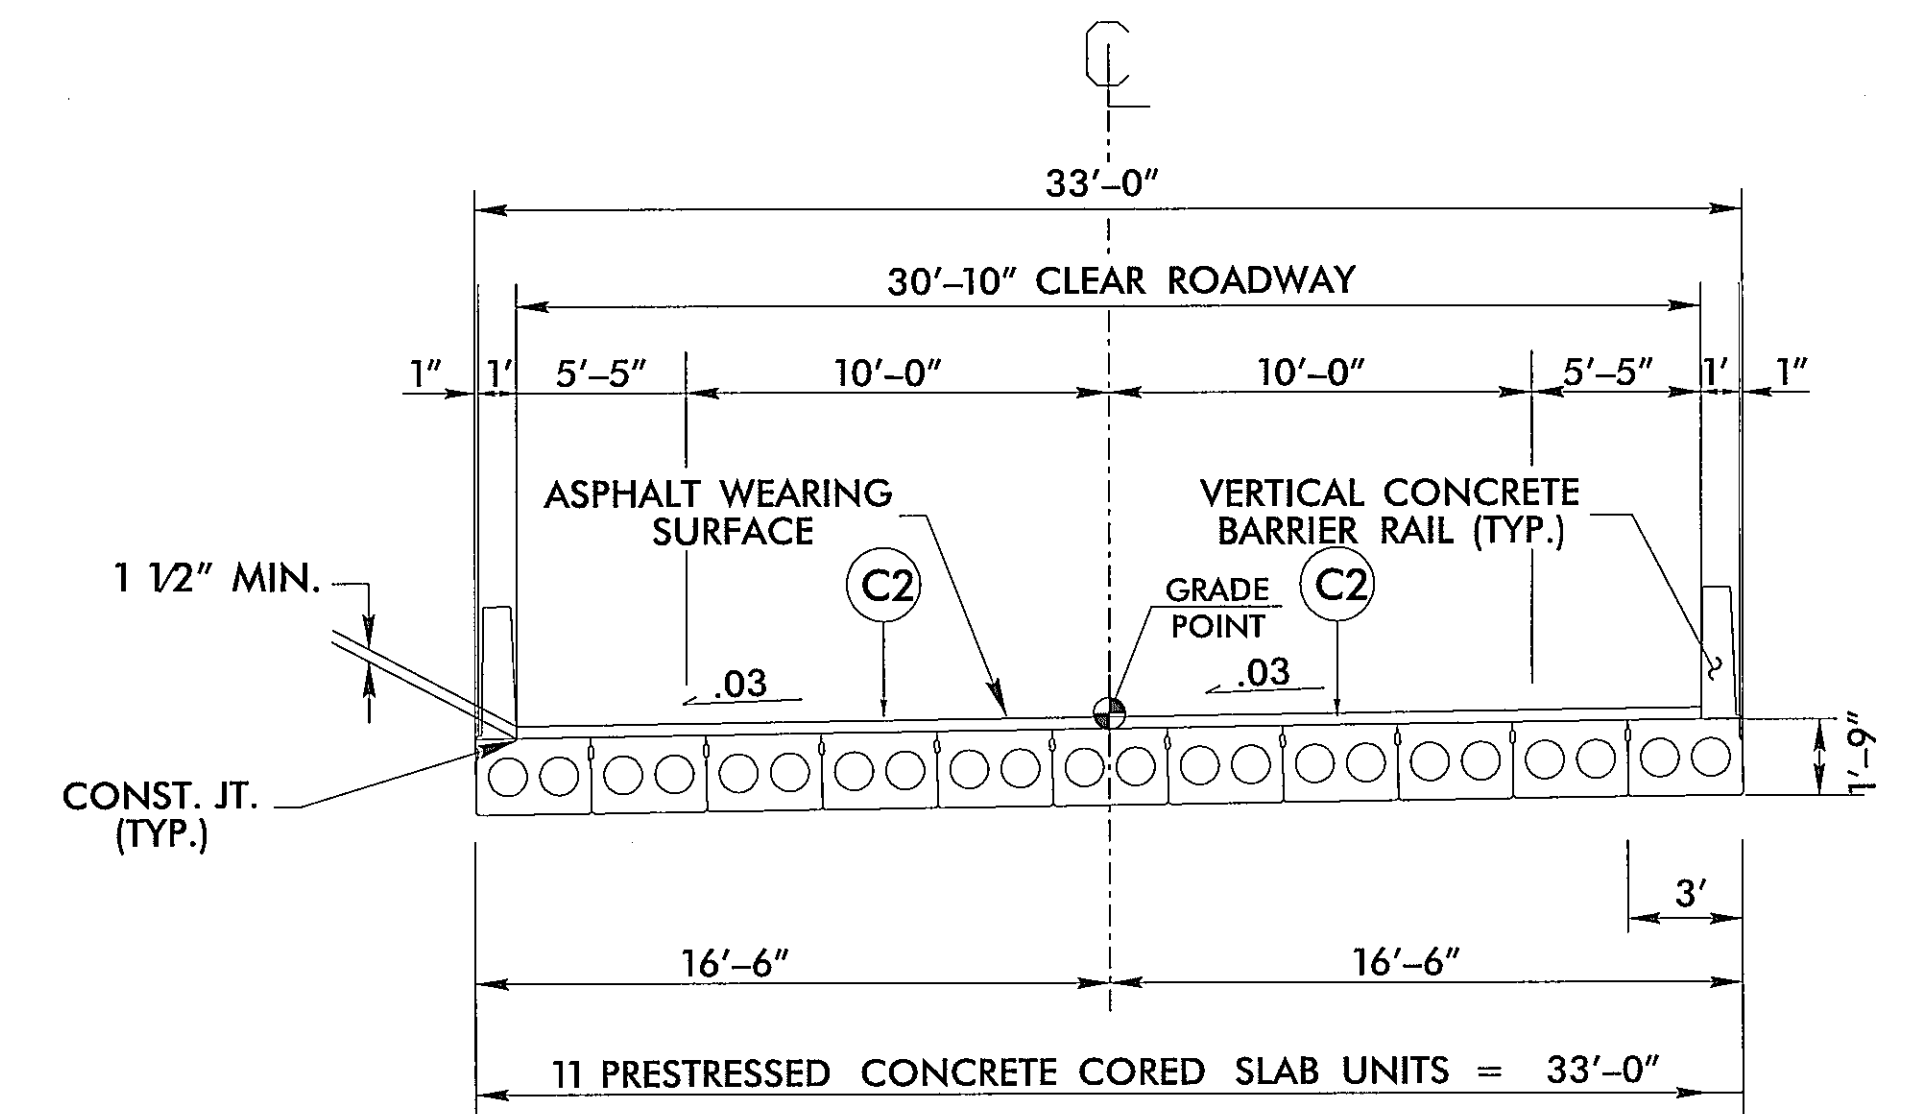 CL
33'-0"
30'-10" CLEAR ROADWAY
1" 1' 5'-5" 10'-0" 10'-0" 5'-5" 1' 1"
ASPHALT WEARING
SURFACE
VERTICAL CONCRETE
BARRIER RAIL (TYP.)
1 1/2" MIN.
C2
GRADE
POINT
C2
.03
.03
1'-9"
CONST. JT.
(TYP.)
3'
16'-6" 16'-6"
11 PRESTRESSED CONCRETE CORED SLAB UNITS = 33'-0"